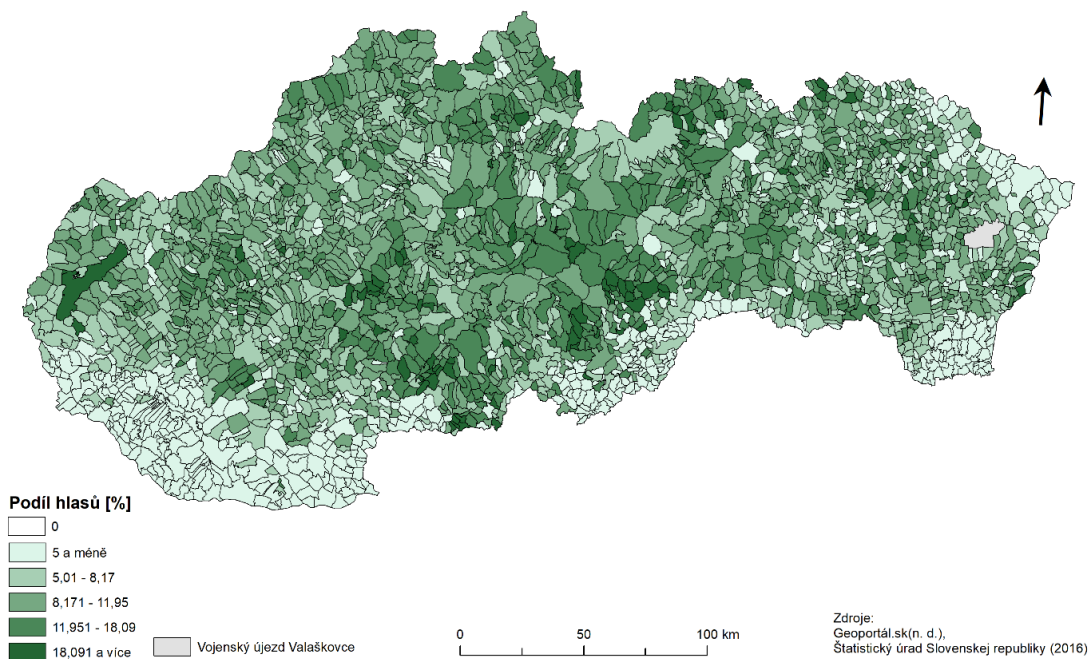 Podíl hlasů [%]
0
5 a méně
5,01 - 8,17
8,171 - 11,95
11,951 - 18,09
18,091 a více
Vojenský újezd Valaškovce
0 50 100 km
Zdroje:
Geoportál.sk(n. d.),
Štatistický úrad Slovenskej republiky (2016)